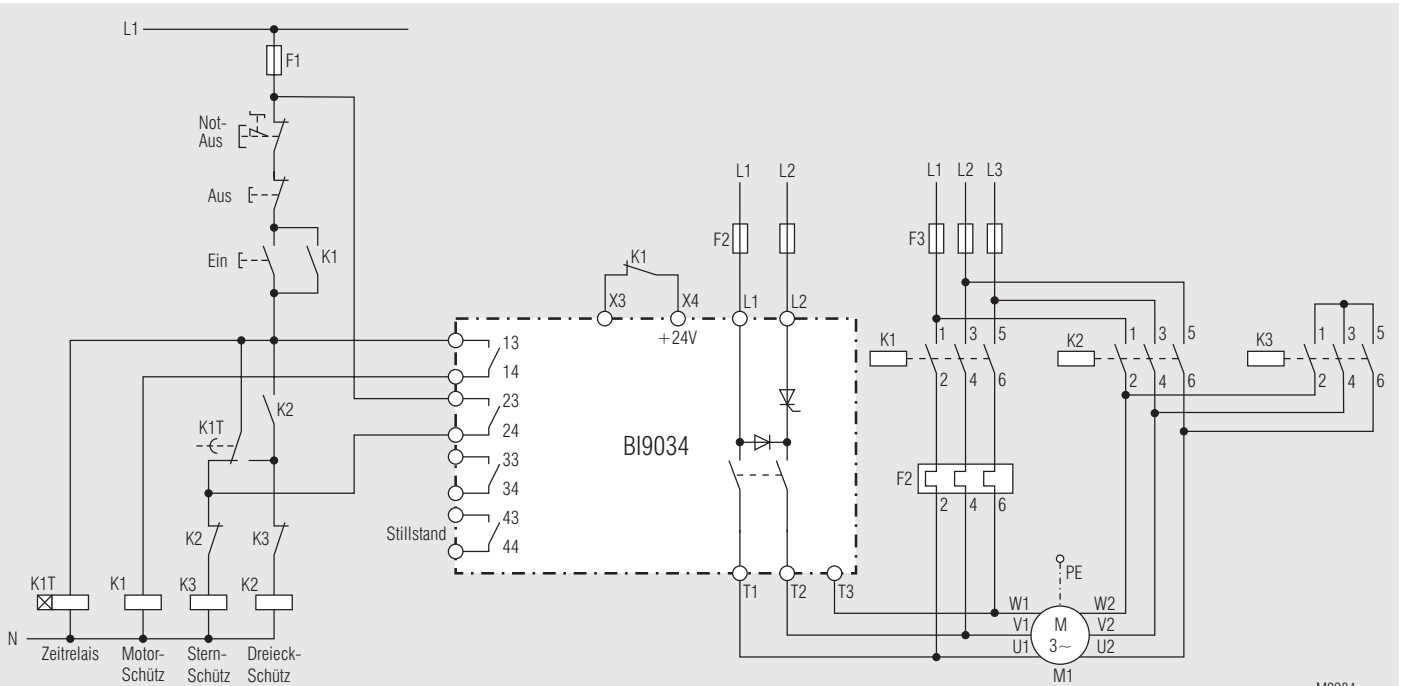 L1
F1
Not-
Aus
Aus
Ein
K1
K1
X3
X4
+24V
L1
L2
F2
L1
L2
L1
L2
L3
F3
13
14
23
24
33
34
43
44
Stillstand
BI9034
K2
K1T
K2
K3
K1T
K1
K3
K2
N
Zeitrelais
Motor-
Schütz
Stern-
Schütz
Dreieck-
Schütz
T1
T2
T3
K1
1
3
5
2
4
6
K2
1
3
5
2
4
6
K3
1
3
5
2
4
6
F2
2
4
6
PE
W1
V1
U1
M
3~
W2
V2
U2
M1